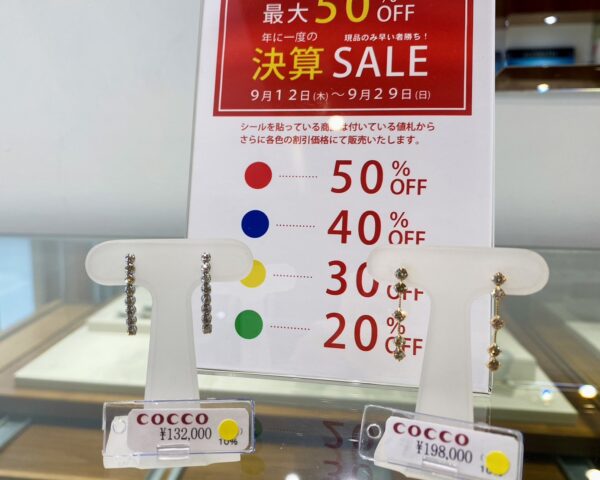 最大50%OFF
年に一度の 現品のみ早い者勝ち!
決算 SALE
9月12日(木)~9月29日(日)
シールを貼っている商品は付いている値札から
さらに各色の割引価格にて販売いたします。
50%OFF
40%OFF
30%OFF
20%OFF
COCCO
¥132,000
10%
COCCO
¥198,000
10%